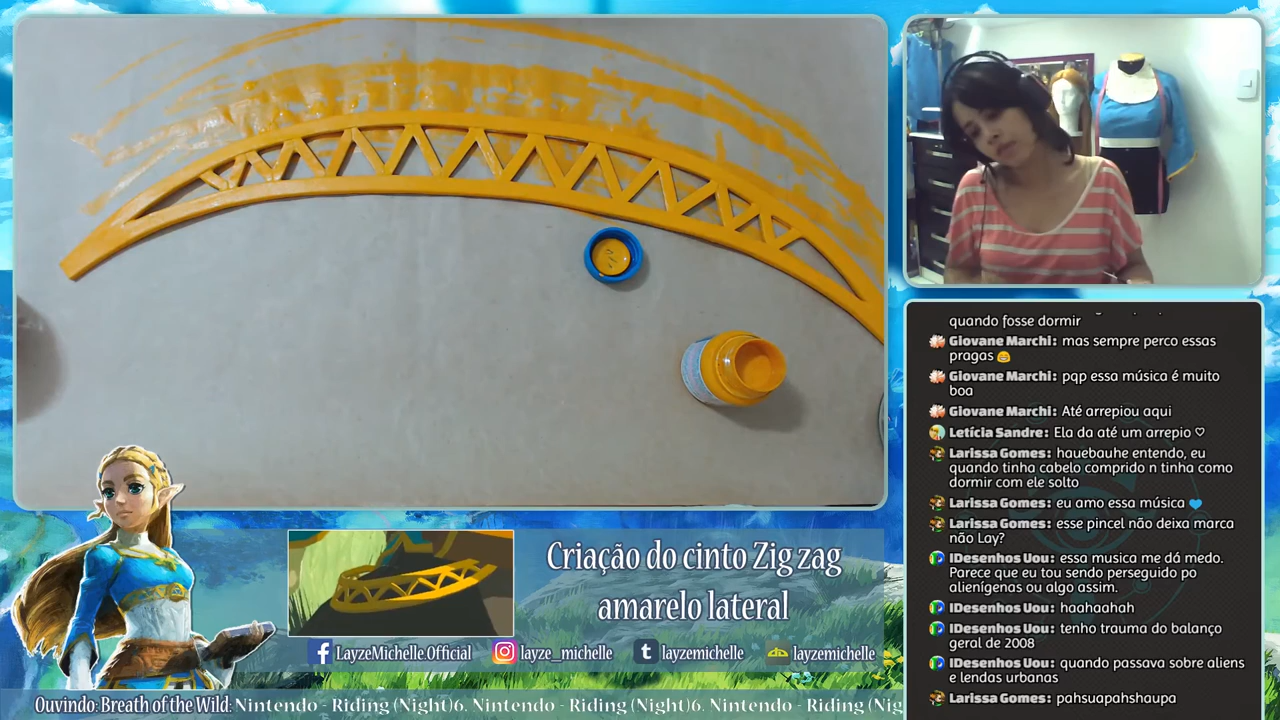 quando fosse dormir
Giovane Marchi: mas sempre perco essas
pragas
Giovane Marchi: pqp essa música é muito
boa
Giovane Marchi: Até arrepiou aqui
Letícia Sandre: Ela da até um arrepio ♡
Larissa Gomes: hauebauhe entendo, eu
quando tinha cabelo comprido n tinha como
dormir com ele solto
Larissa Gomes: eu amo essa música
Larissa Gomes: esse pincel não deixa marca
não Lay?
IDesenhos Uou: essa musica me dá medo.
Parece que eu tou sendo perseguido po
alienígenas ou algo assim.
IDesenhos Uou: haahaahah
IDesenhos Uou: tenho trauma do balanço
geral de 2008
IDesenhos Uou: quando passava sobre aliens
e lendas urbanas
Larissa Gomes: pahsuapahshaupa
Criação do cinto Zig zag
amarelo lateral
LayzeMichelle.Official layze_michelle layzemichelle layzemichelle
Ouvindo: Breath of the Wild: Nintendo - Riding (Night)6. Nintendo - Riding (Night)6. Nintendo - Riding (Nig